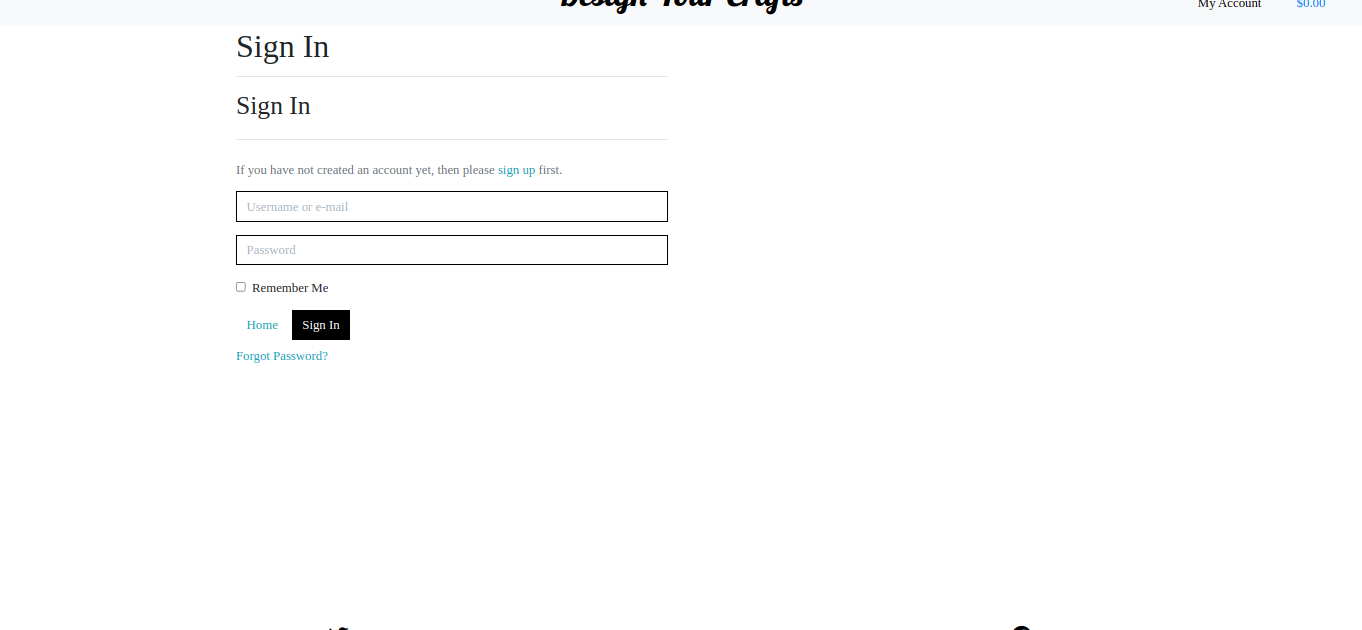 Design Your Crafts
My Account
$0.00
Sign In
Sign In
If you have not created an account yet, then please sign up first.
Username or e-mail
Password
Remember Me
Home
Sign In
Forgot Password?